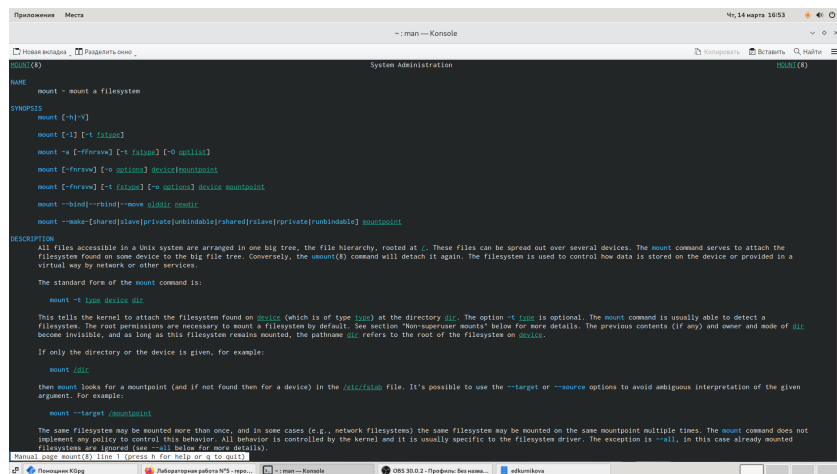 Приложения Места Чт, 14 марта 16:53
~ : man — Konsole
Новая вкладка Разделить окно Копировать Вставить Найти
MOUNT(8) System Administration MOUNT(8)
NAME
mount - mount a filesystem
SYNOPSIS
mount [-h|-V]
mount [-l] [-t fstype]
mount -a [-fFnrsvw] [-t fstype] [-O optlist]
mount [-fnrsvw] [-o options] device|mountpoint
mount [-fnrsvw] [-t fstype] [-o options] device mountpoint
mount --bind|--rbind|--move olddir newdir
mount --make-[shared|slave|private|unbindable|rshared|rslave|rprivate|runbindable] mountpoint
DESCRIPTION
All files accessible in a Unix system are arranged in one big tree, the file hierarchy, rooted at /. These files can be spread out over several devices. The mount command serves to attach the
filesystem found on some device to the big file tree. Conversely, the umount(8) command will detach it again. The filesystem is used to control how data is stored on the device or provided in a
virtual way by network or other services.
The standard form of the mount command is:
mount -t type device dir
This tells the kernel to attach the filesystem found on device (which is of type type) at the directory dir. The option -t type is optional. The mount command is usually able to detect a
filesystem. The root permissions are necessary to mount a filesystem by default. See section "Non-superuser mounts" below for more details. The previous contents (if any) and owner and mode of dir
become invisible, and as long as this filesystem remains mounted, the pathname dir refers to the root of the filesystem on device.
If only the directory or the device is given, for example:
mount /dir
then mount looks for a mountpoint (and if not found then for a device) in the /etc/fstab file. It's possible to use the --target or --source options to avoid ambiguous interpretation of the given
argument. For example:
mount --target /mountpoint
The same filesystem may be mounted more than once, and in some cases (e.g., network filesystems) the same filesystem may be mounted on the same mountpoint multiple times. The mount command does not
implement any policy to control this behavior. All behavior is controlled by the kernel and it is usually specific to the filesystem driver. The exception is --all, in this case already mounted
filesystems are ignored (see --all below for more details).
Manual page mount(8) line 1 (press h for help or q to quit)
Помощник KGpg Лабораторная работа №5 - геро... ~ : man — Konsole OBS 30.0.2 - Профиль: Без назва... edkurnikova